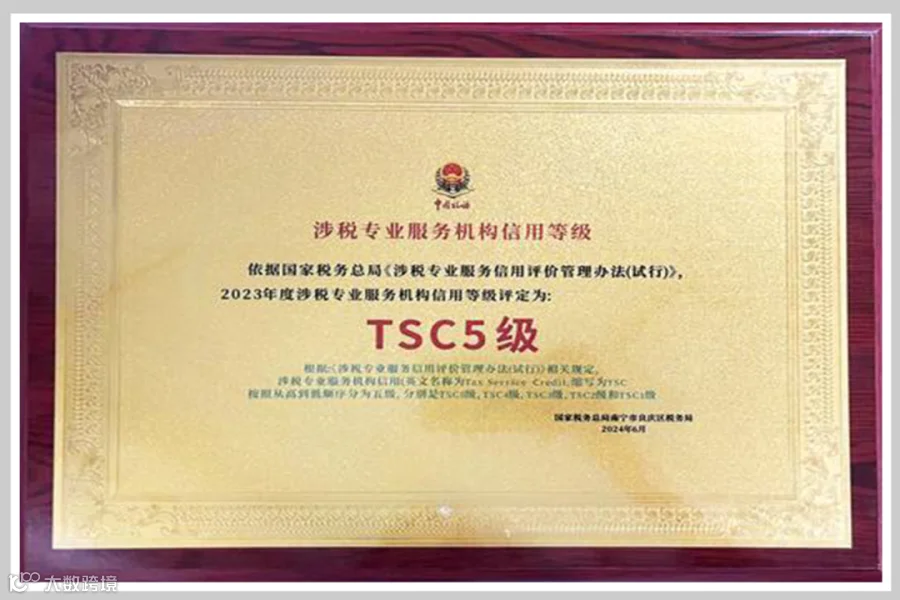 中国税务
涉税专业服务机构信用等级
依据国家税务总局《涉税专业服务信用评价管理办法(试行)》,
2023年度涉税专业服务机构信用等级评定为:
TSC5级
根据:《涉税专业服务信用评价管理办法(试行)》相关规定,
涉税专业服务机构信用(英文名称为Tax Service Credit),缩写为TSC
按照从高到低顺序分为五级,分别是TSC5级,TSC4级,TSC3级,TSC2级和TSC1级
国家税务总局南宁市良庆区税务局
2024年6月
大数跨境